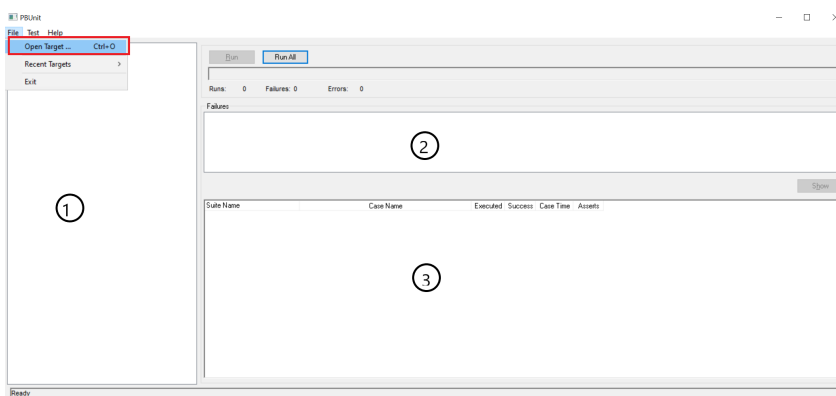 PBUnit
File Test Help
Open Target ... Ctrl+O
Recent Targets
Exit
Run Run All
Runs: 0 Failures: 0 Errors: 0
Failures
2
Show
1
Suite Name Case Name Executed Success Case Time Asserts
3
Ready